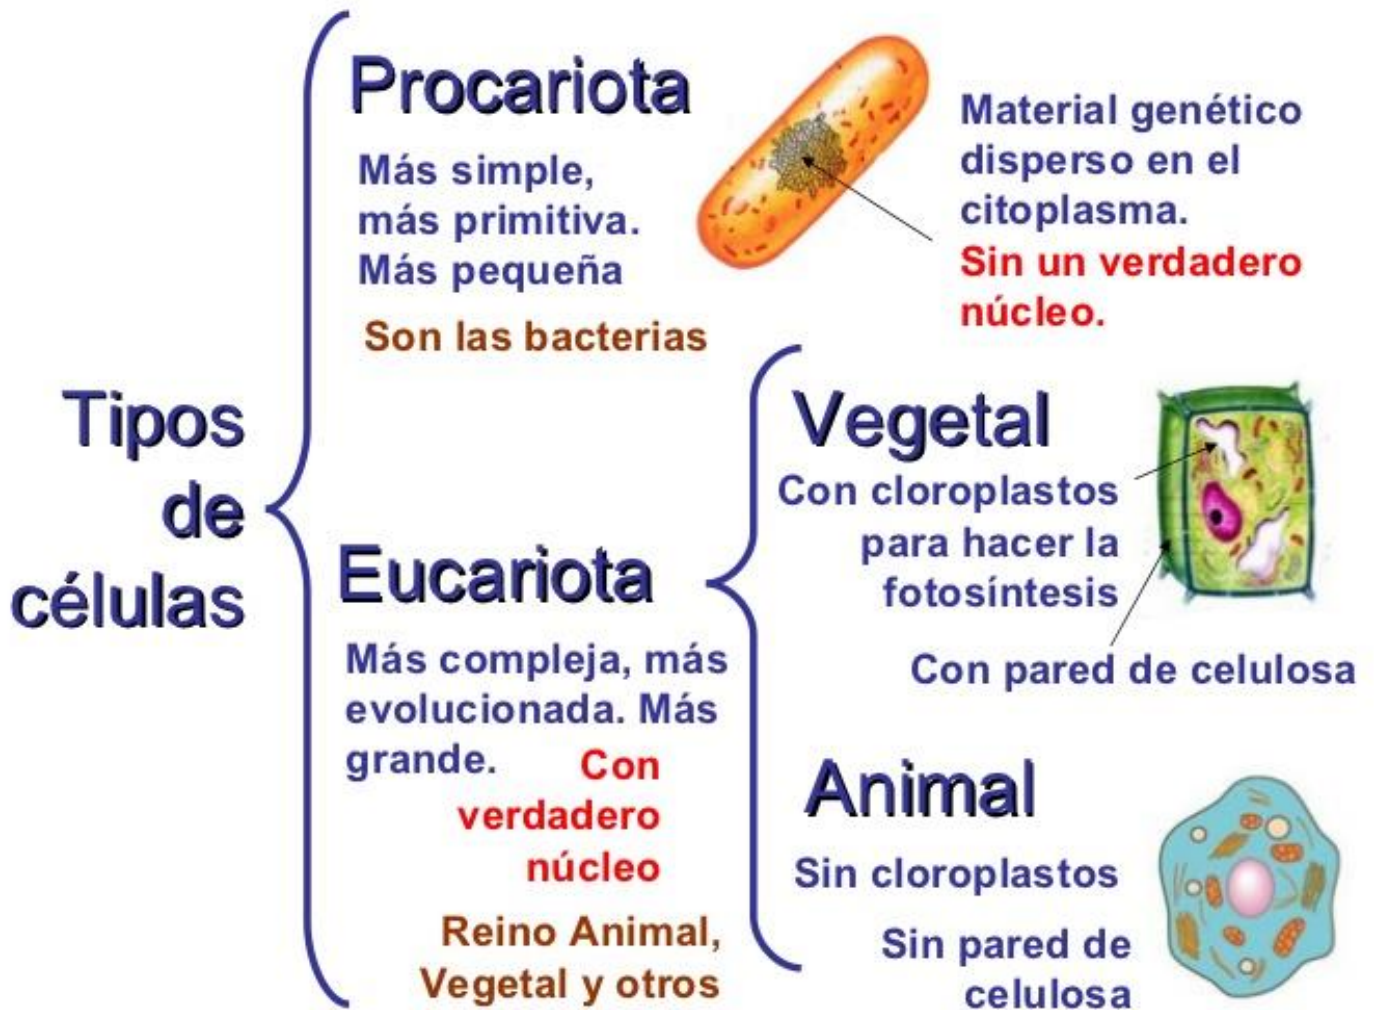 Tipos
de
células
Procariota
Más simple,
más primitiva.
Más pequeña
Son las bacterias
Material genético
disperso en el
citoplasma.
Sin un verdadero
núcleo.
Eucariota
Más compleja, más
evolucionada. Más
grande. Con
verdadero
núcleo
Reino Animal,
Vegetal y otros
Vegetal
Con cloroplastos
para hacer la
fotosíntesis
Con pared de celulosa
Animal
Sin cloroplastos
Sin pared de
celulosa